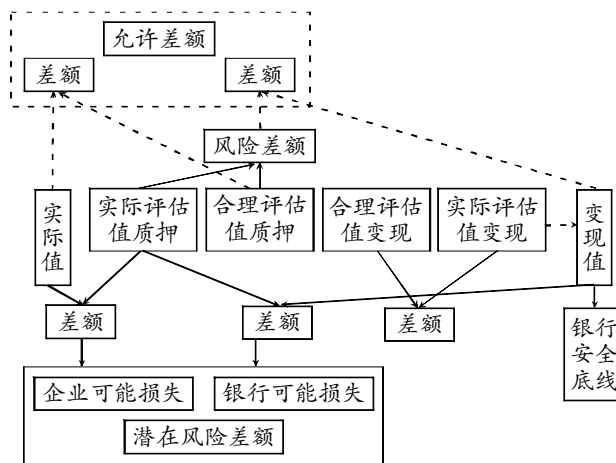 允许差额
差额
差额
风险差额
实际值
实际评估
值质押
合理评估
值质押
合理评估
值变现
实际评估
值变现
变现值
差额
差额
差额
银行
安全
底线
企业可能损失
银行可能损失
潜在风险差额